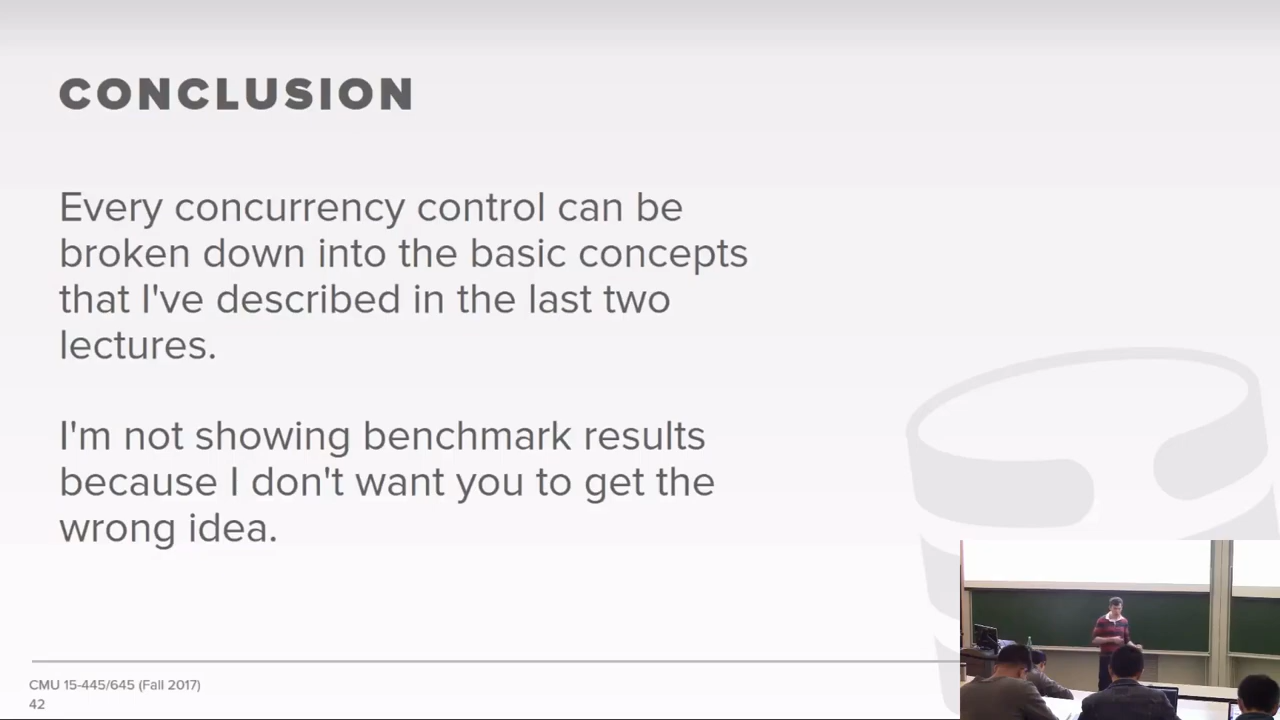 CONCLUSION
Every concurrency control can be
broken down into the basic concepts
that I've described in the last two
lectures.
I'm not showing benchmark results
because I don't want you to get the
wrong idea.
CMU 15-445/645 (Fall 2017)
42